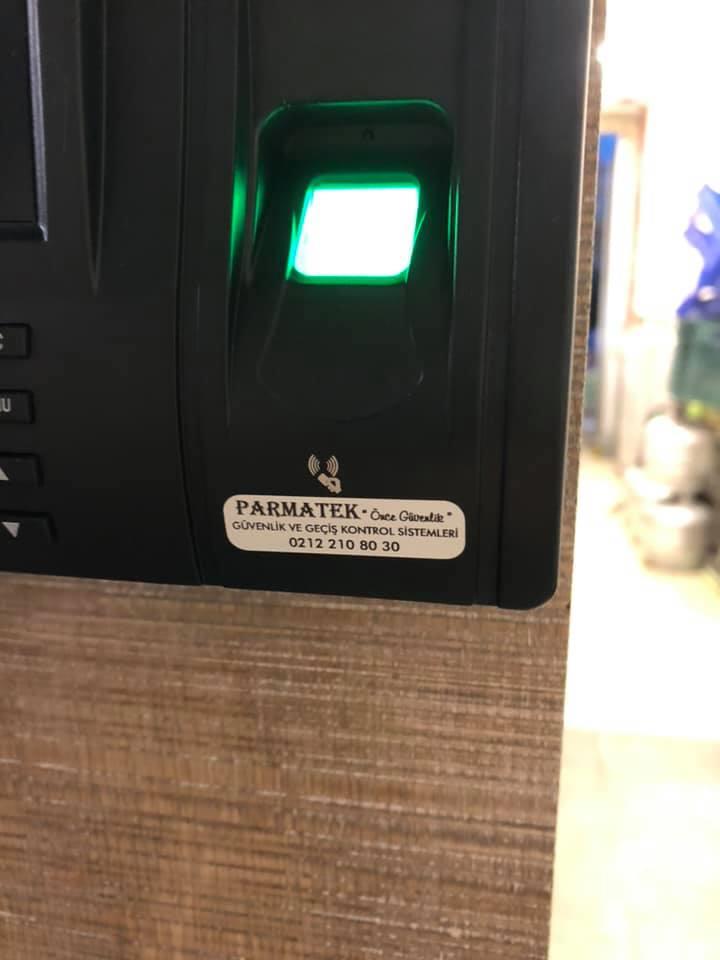 PARMATEK "Önce Güvenlik"
GÜVENLİK VE GEÇİŞ KONTROL SİSTEMLERİ
0212 210 80 30